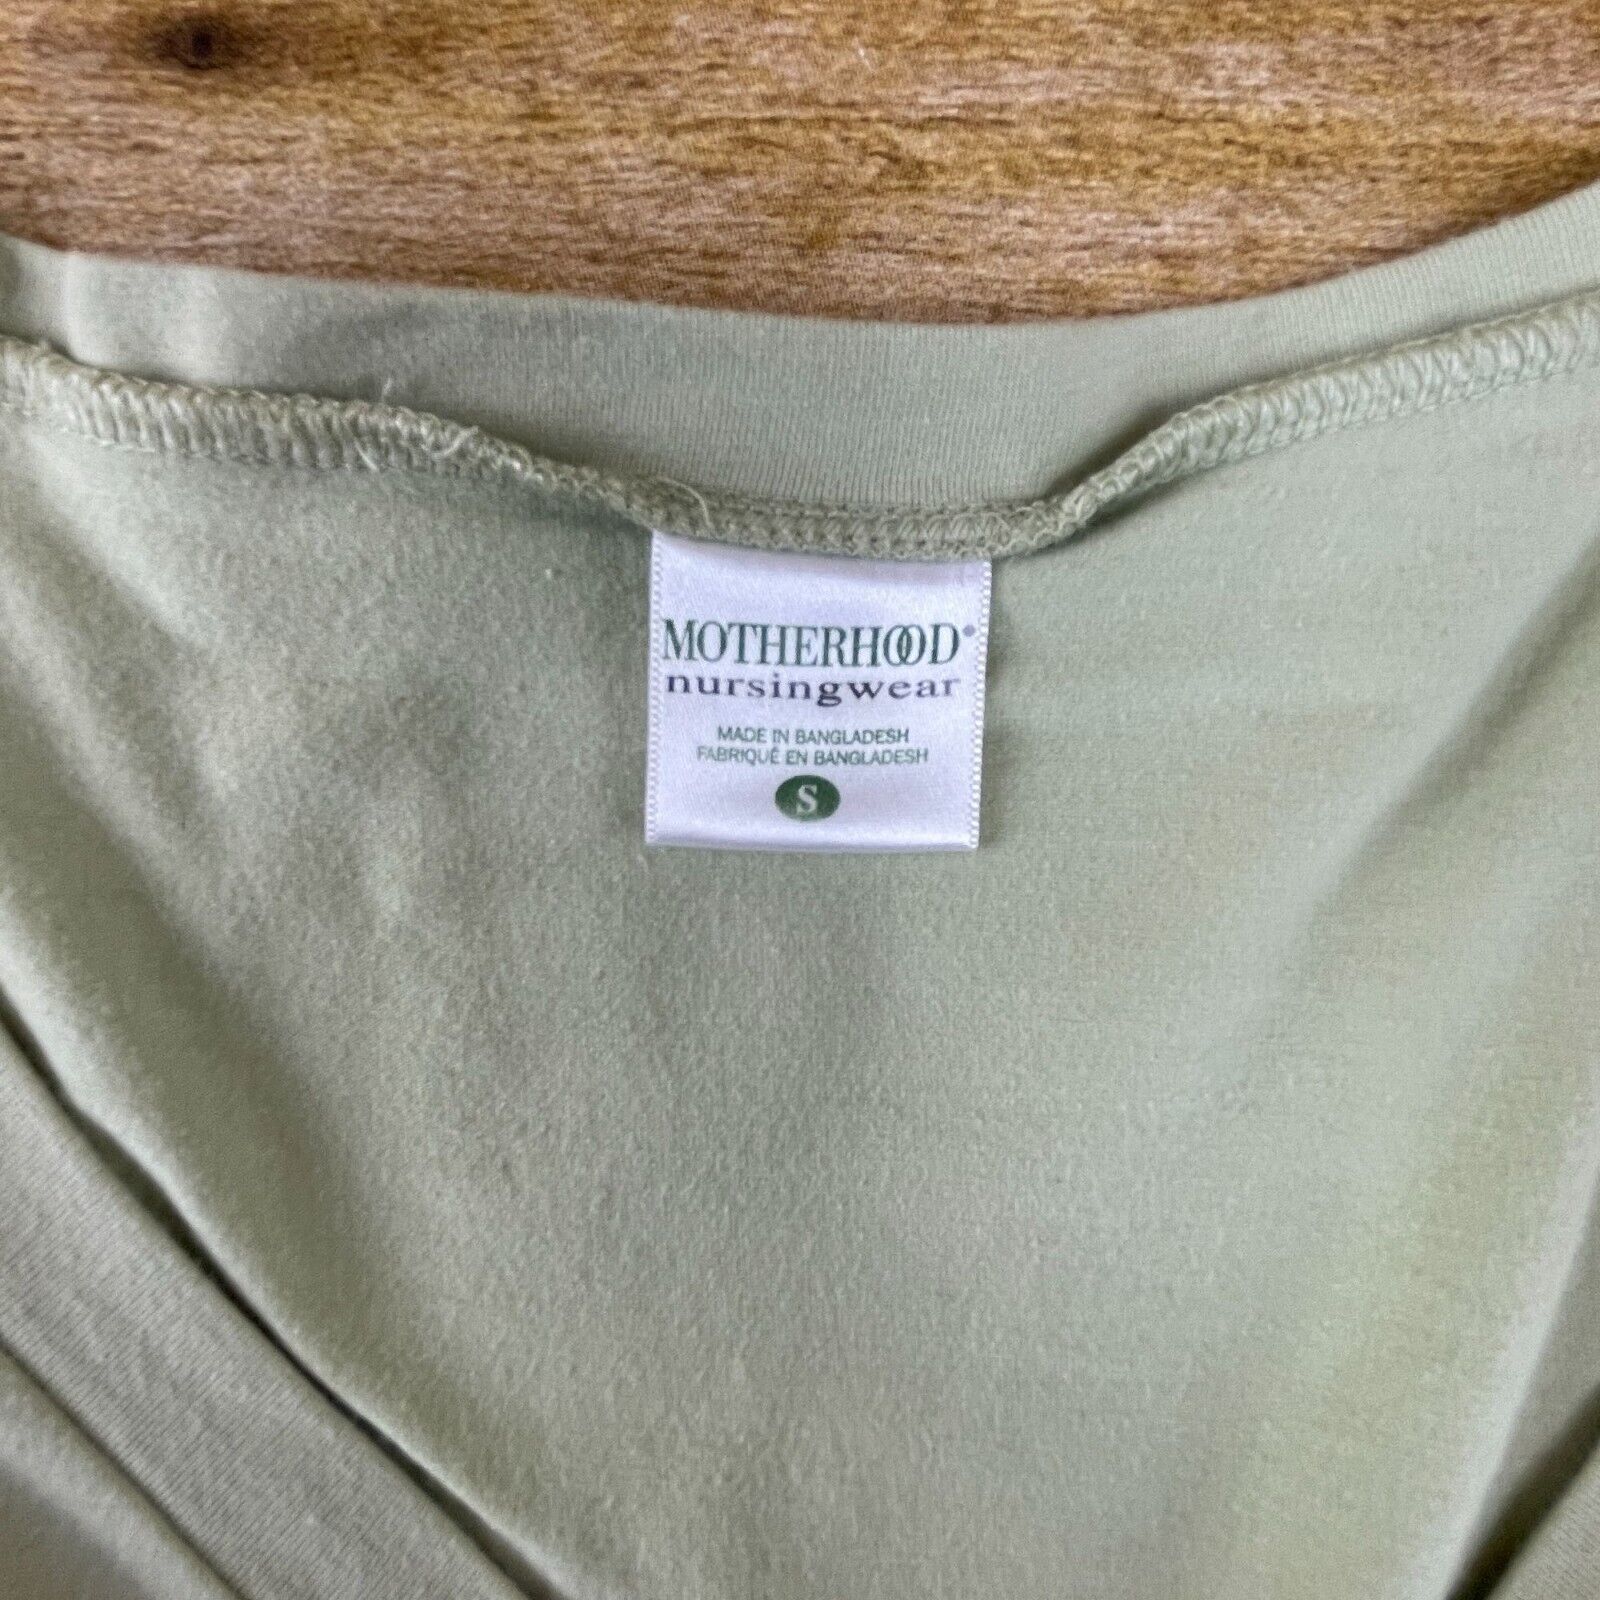 MOTHERHOOD®
nursingwear
MADE IN BANGLADESH
FABRIQUÉ EN BANGLADESH
S